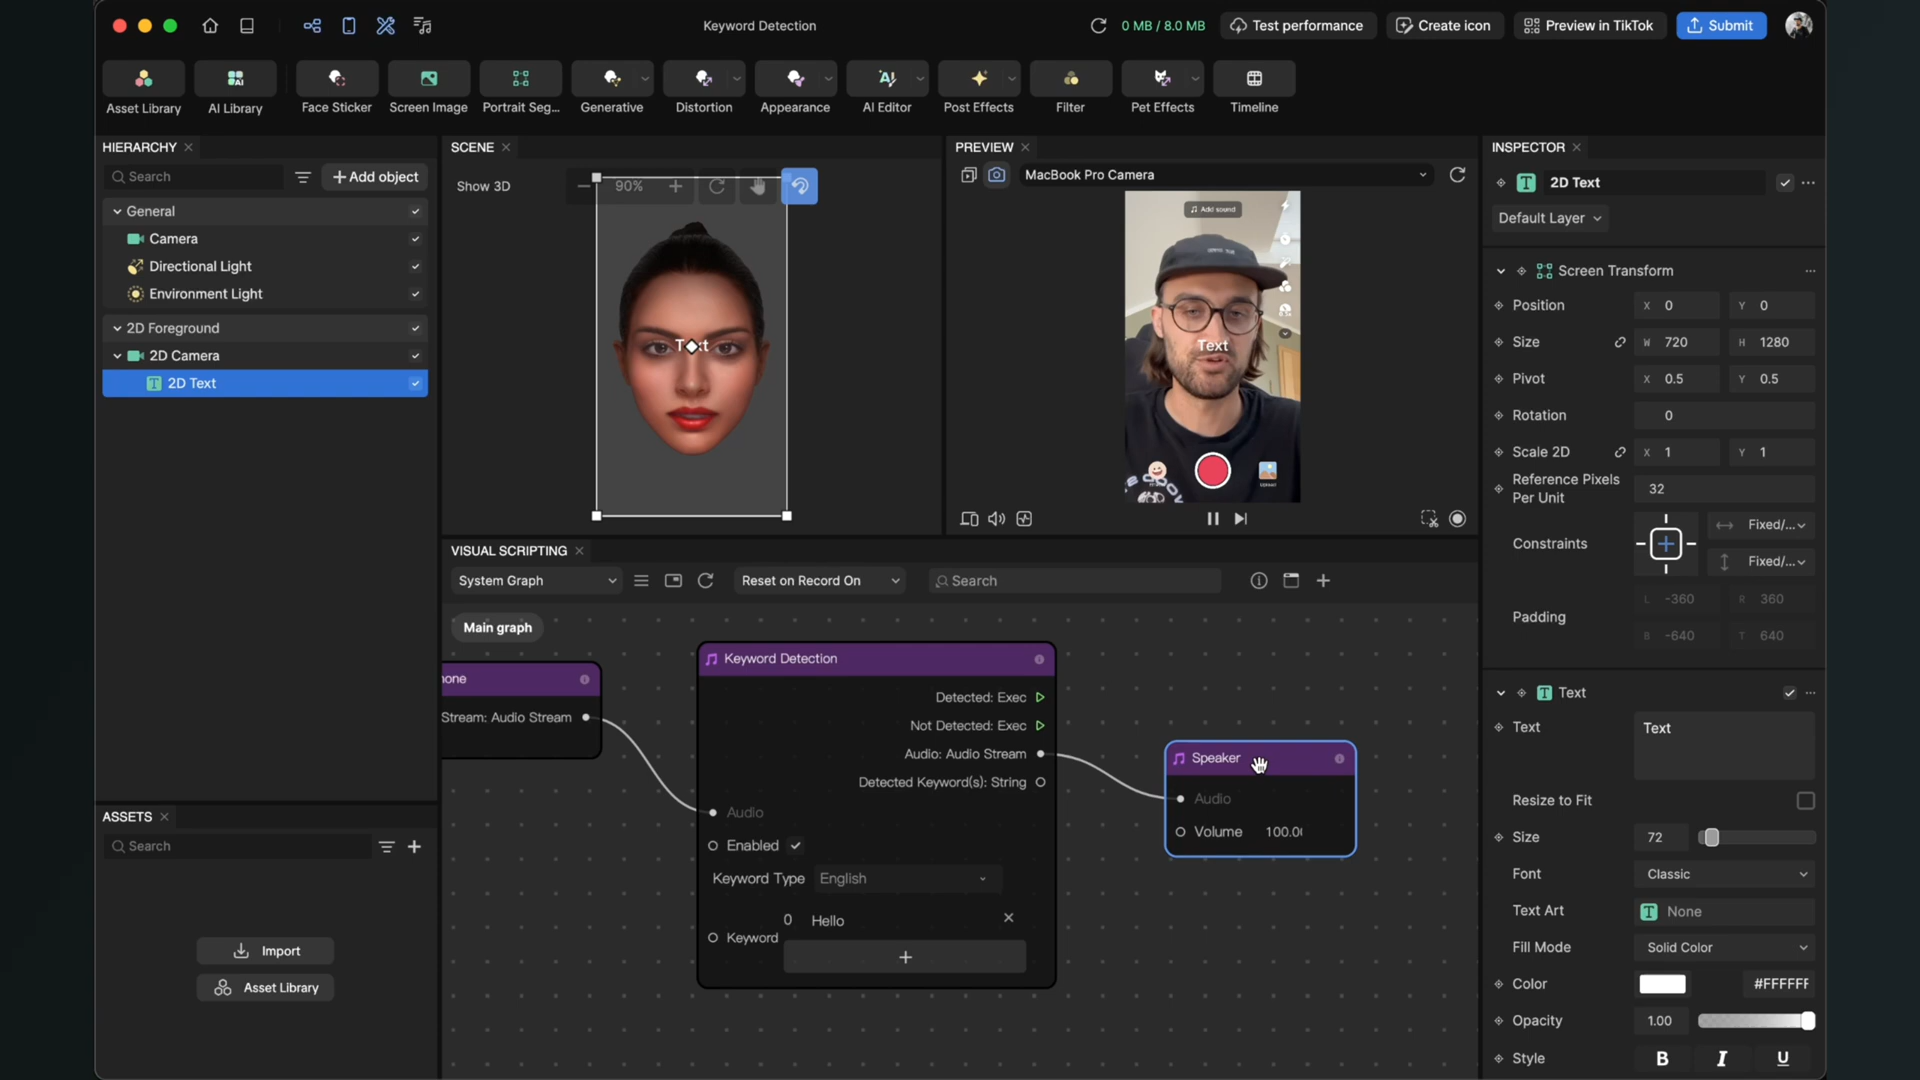 Keyword Detection
0 MB / 8.0 MB
Test performance
Create icon
Preview in TikTok
Submit
Asset Library
AI Library
Face Sticker
Screen Image
Portrait Seg...
Generative
Distortion
Appearance
AI Editor
Post Effects
Filter
Pet Effects
Timeline
HIERARCHY
Search
Add object
General
Camera
Directional Light
Environment Light
2D Foreground
2D Camera
2D Text
ASSETS
Search
Import
Asset Library
SCENE
Show 3D
90%
Text
PREVIEW
MacBook Pro Camera
Add sound
Text
VISUAL SCRIPTING
System Graph
Reset on Record On
Search
Main graph
hone
Stream: Audio Stream
Keyword Detection
Detected: Exec
Not Detected: Exec
Audio: Audio Stream
Detected Keyword(s): String
Audio
Enabled
Keyword Type English
0 Hello
Keyword
Speaker
Audio
Volume 100.0
INSPECTOR
2D Text
Default Layer
Screen Transform
Position X 0 Y 0
Size W 720 H 1280
Pivot X 0.5 Y 0.5
Rotation 0
Scale 2D X 1 Y 1
Reference Pixels
Per Unit
32
Constraints
Fixed/...
Fixed/...
Padding
L -360 R 360
B -640 T 640
Text
Text Text
Resize to Fit
Size 72
Font Classic
Text Art None
Fill Mode Solid Color
Color #FFFFFF
Opacity 1.00
Style B I U